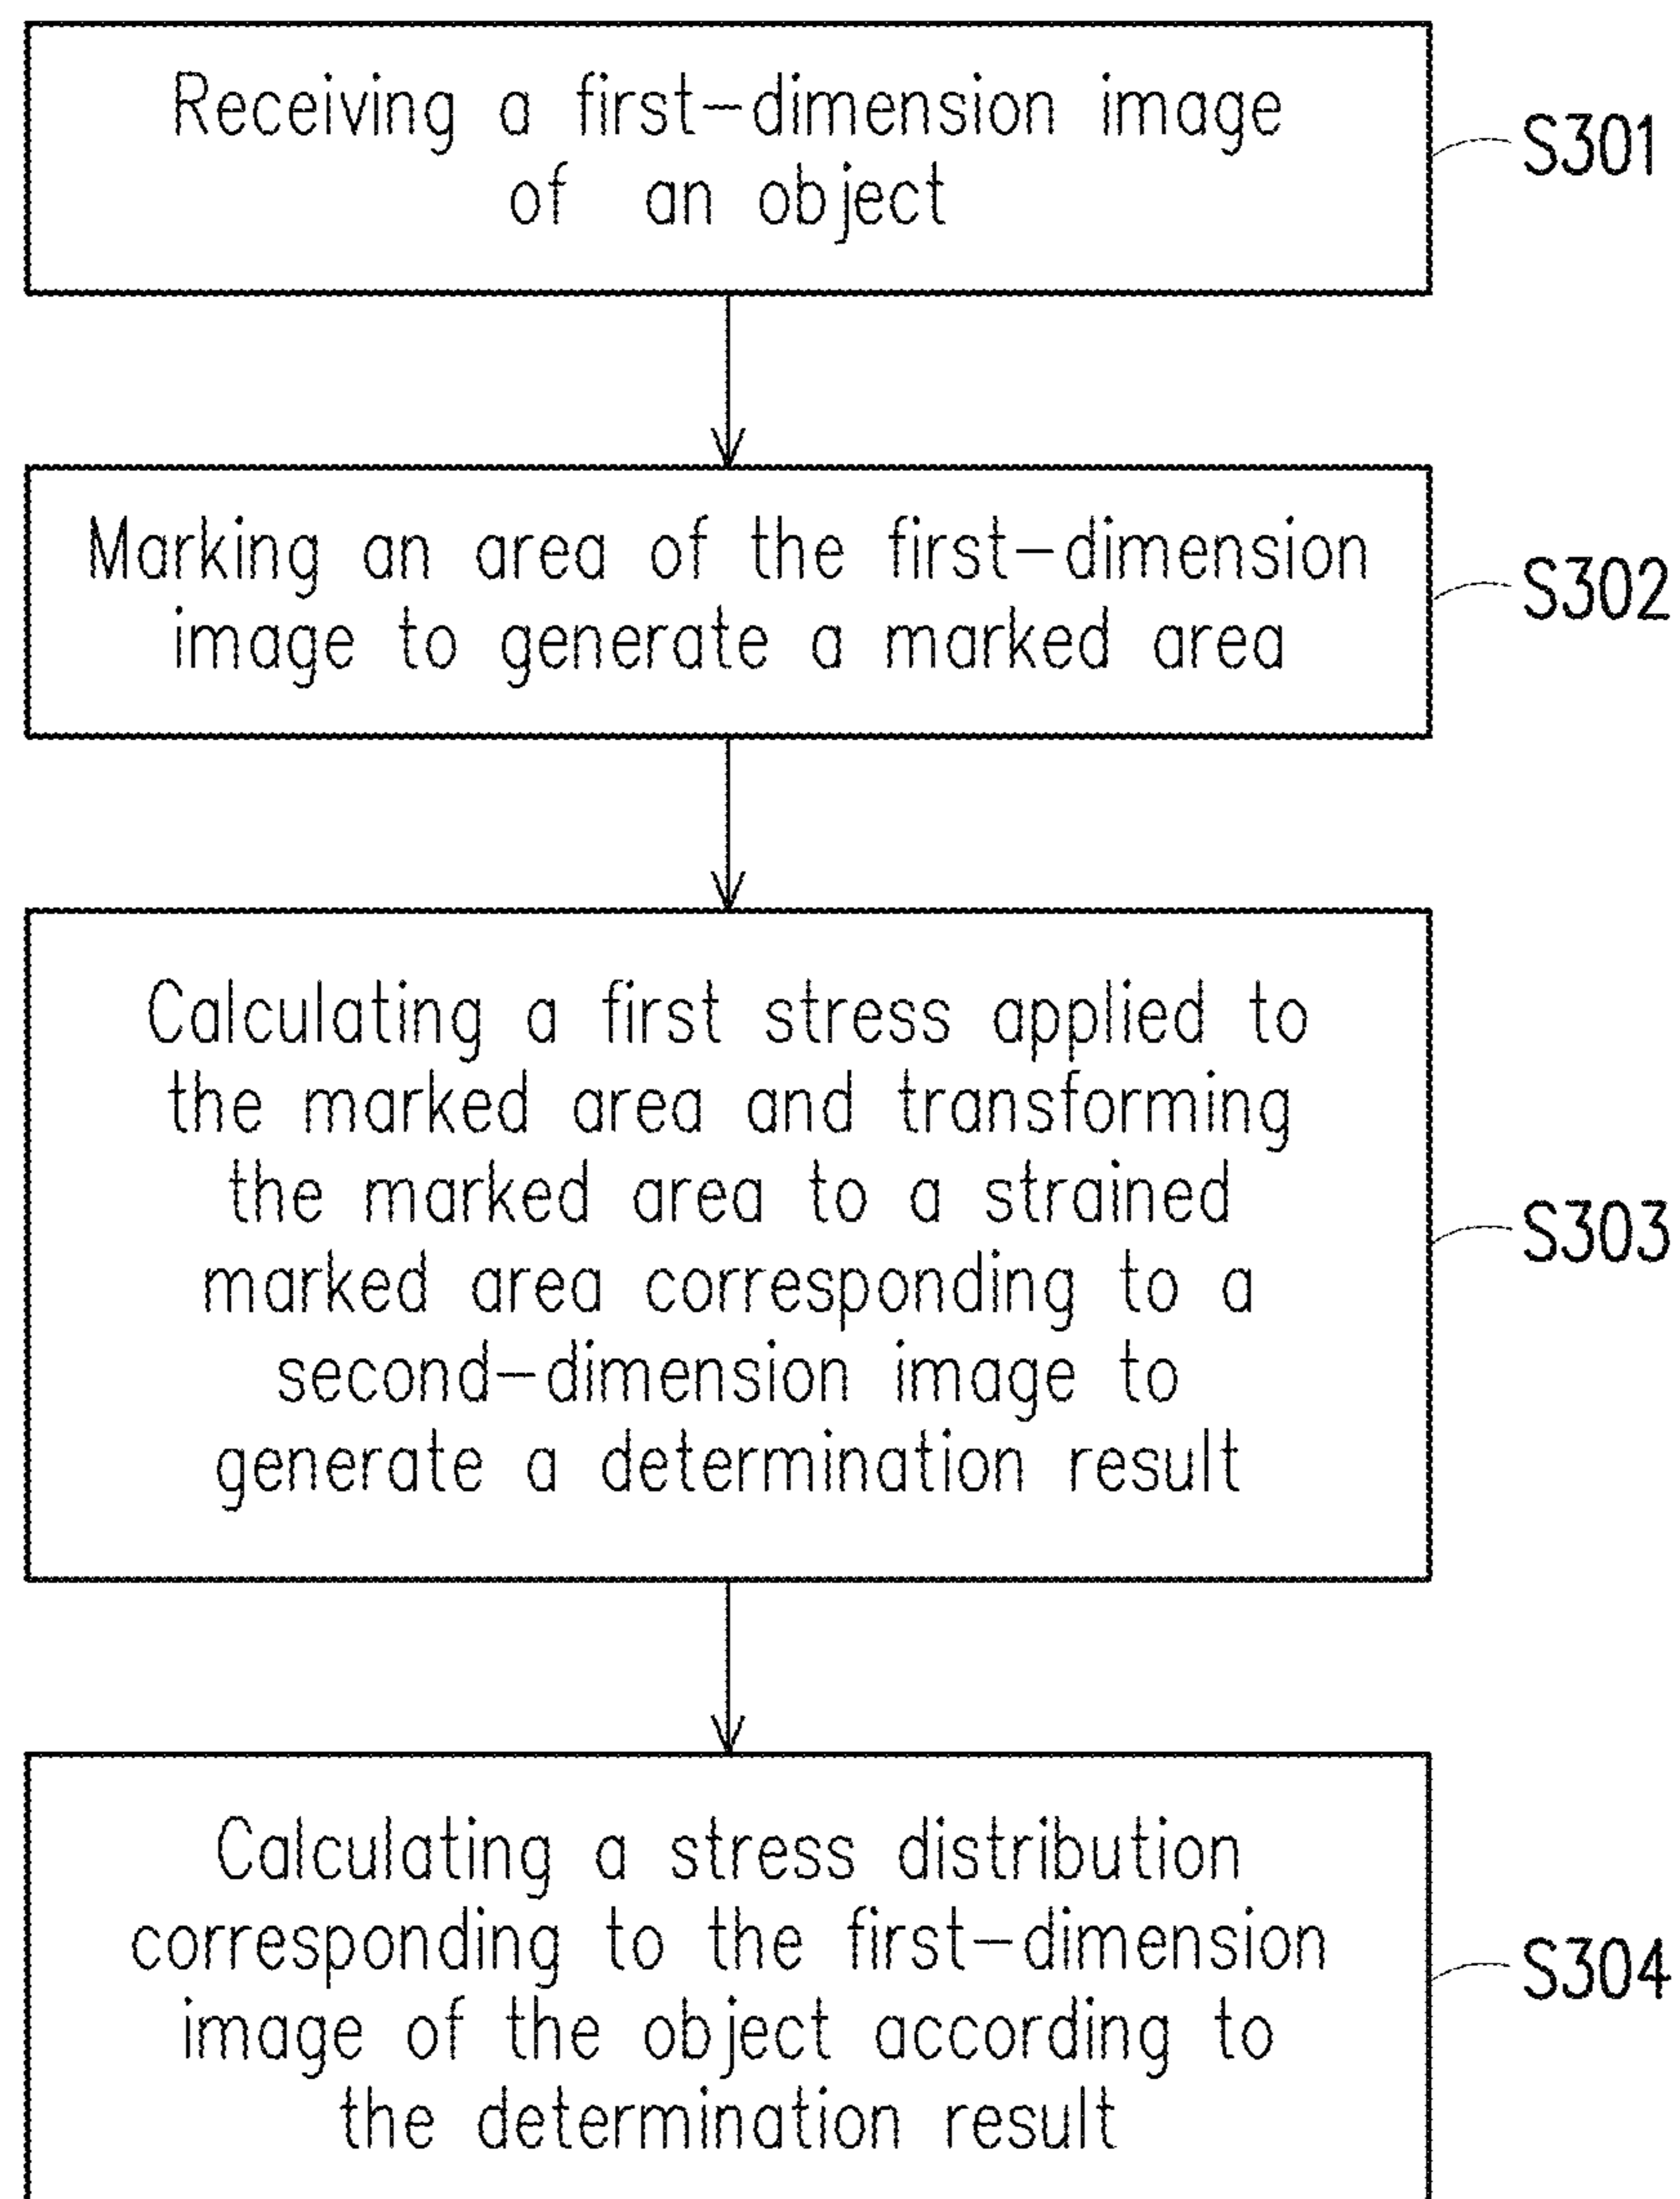 Receiving a first-dimension image
of an object
S301
Marking an area of the first-dimension
image to generate a marked area
S302
Calculating a first stress applied to
the marked area and transforming
the marked area to a strained
marked area corresponding to a
second-dimension image to
generate a determination result
S303
Calculating a stress distribution
corresponding to the first-dimension
image of the object according to
the determination result
S304